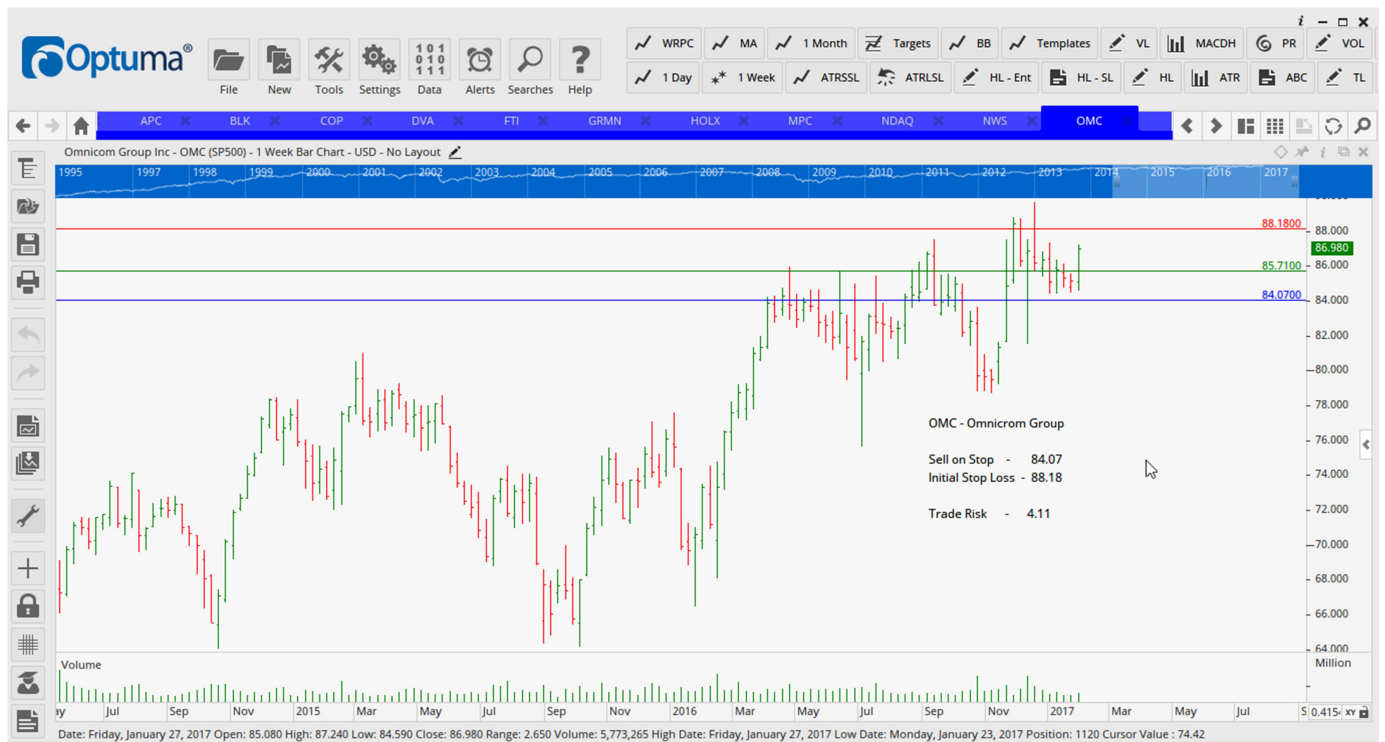 i
Optuma®
File
New
Tools
Settings
Data
Alerts
Searches
Help
101
010
111
WRPC
MA
1 Month
Targets
BB
Templates
VL
MACDH
PR
VOL
1 Day
1 Week
ATRSSL
ATRLSL
HL - Ent
HL - SL
HL
ATR
ABC
TL
APC
BLK
COP
DVA
FTI
GRMN
HOLX
MPC
NDAQ
NWS
OMC
Omnicom Group Inc - OMC (SP500) - 1 Week Bar Chart - USD - No Layout
1995 1997 1998 1999 2000 2001 2002 2003 2004 2005 2006 2007 2008 2009 2010 2011 2012 2013 2014 2015 2016 2017
88.1800
88.000
86.980
85.7100
86.000
84.0700
84.000
82.000
80.000
78.000
76.000
74.000
72.000
70.000
68.000
66.000
64.000
OMC - Omnicrom Group
Sell on Stop - 84.07
Initial Stop Loss - 88.18
Trade Risk - 4.11
Volume
Million
Jul Sep Nov 2015 Mar May Jul Sep Nov 2016 Mar May Jul Sep Nov 2017 Mar May Jul
XY
Date: Friday, January 27, 2017 Open: 85.080 High: 87.240 Low: 84.590 Close: 86.980 Range: 2.650 Volume: 5,773,265 High Date: Friday, January 27, 2017 Low Date: Monday, January 23, 2017 Position: 1120 Cursor Value : 74.42